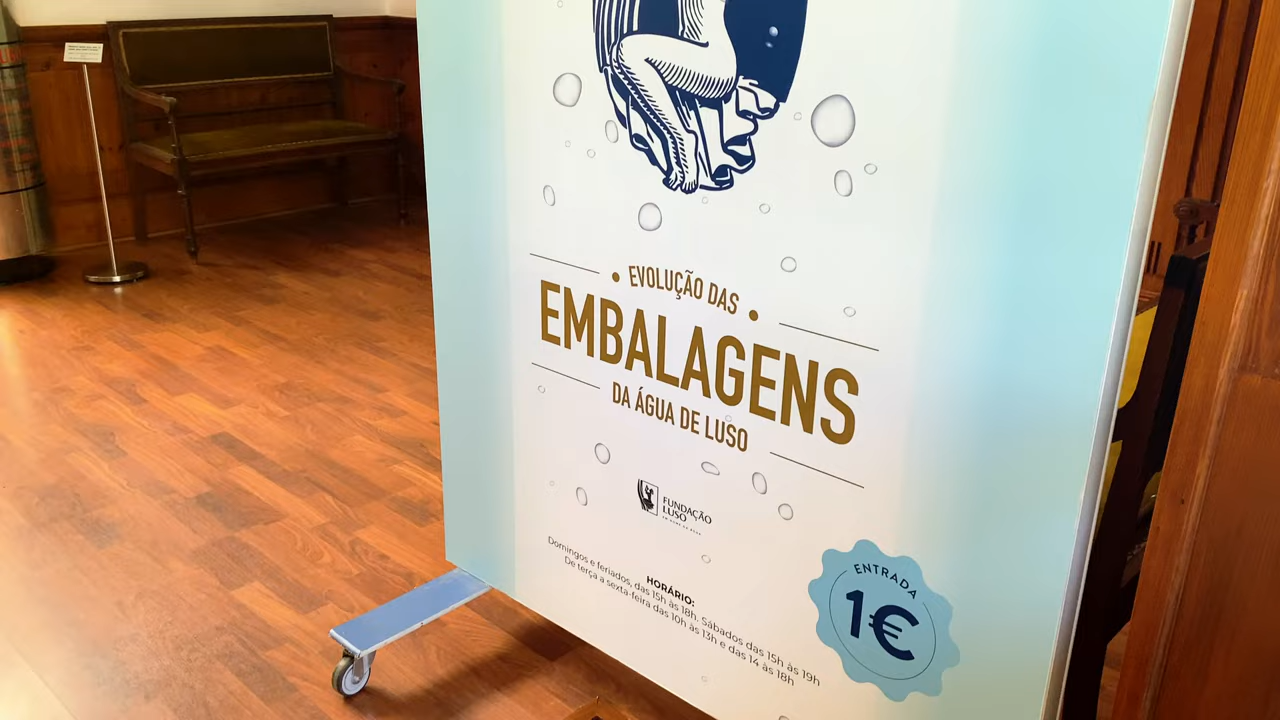 EVOLUÇÃO DAS
EMBALAGENS
DA ÁGUA DE LUSO
FUNDAÇÃO
LUSO
HORÁRIO:
Domingos e feriados, das 15h às 18h. Sábados das 15h às 19h
De terça a sexta-feira das 10h às 13h e das 14 às 18h
ENTRADA
1€